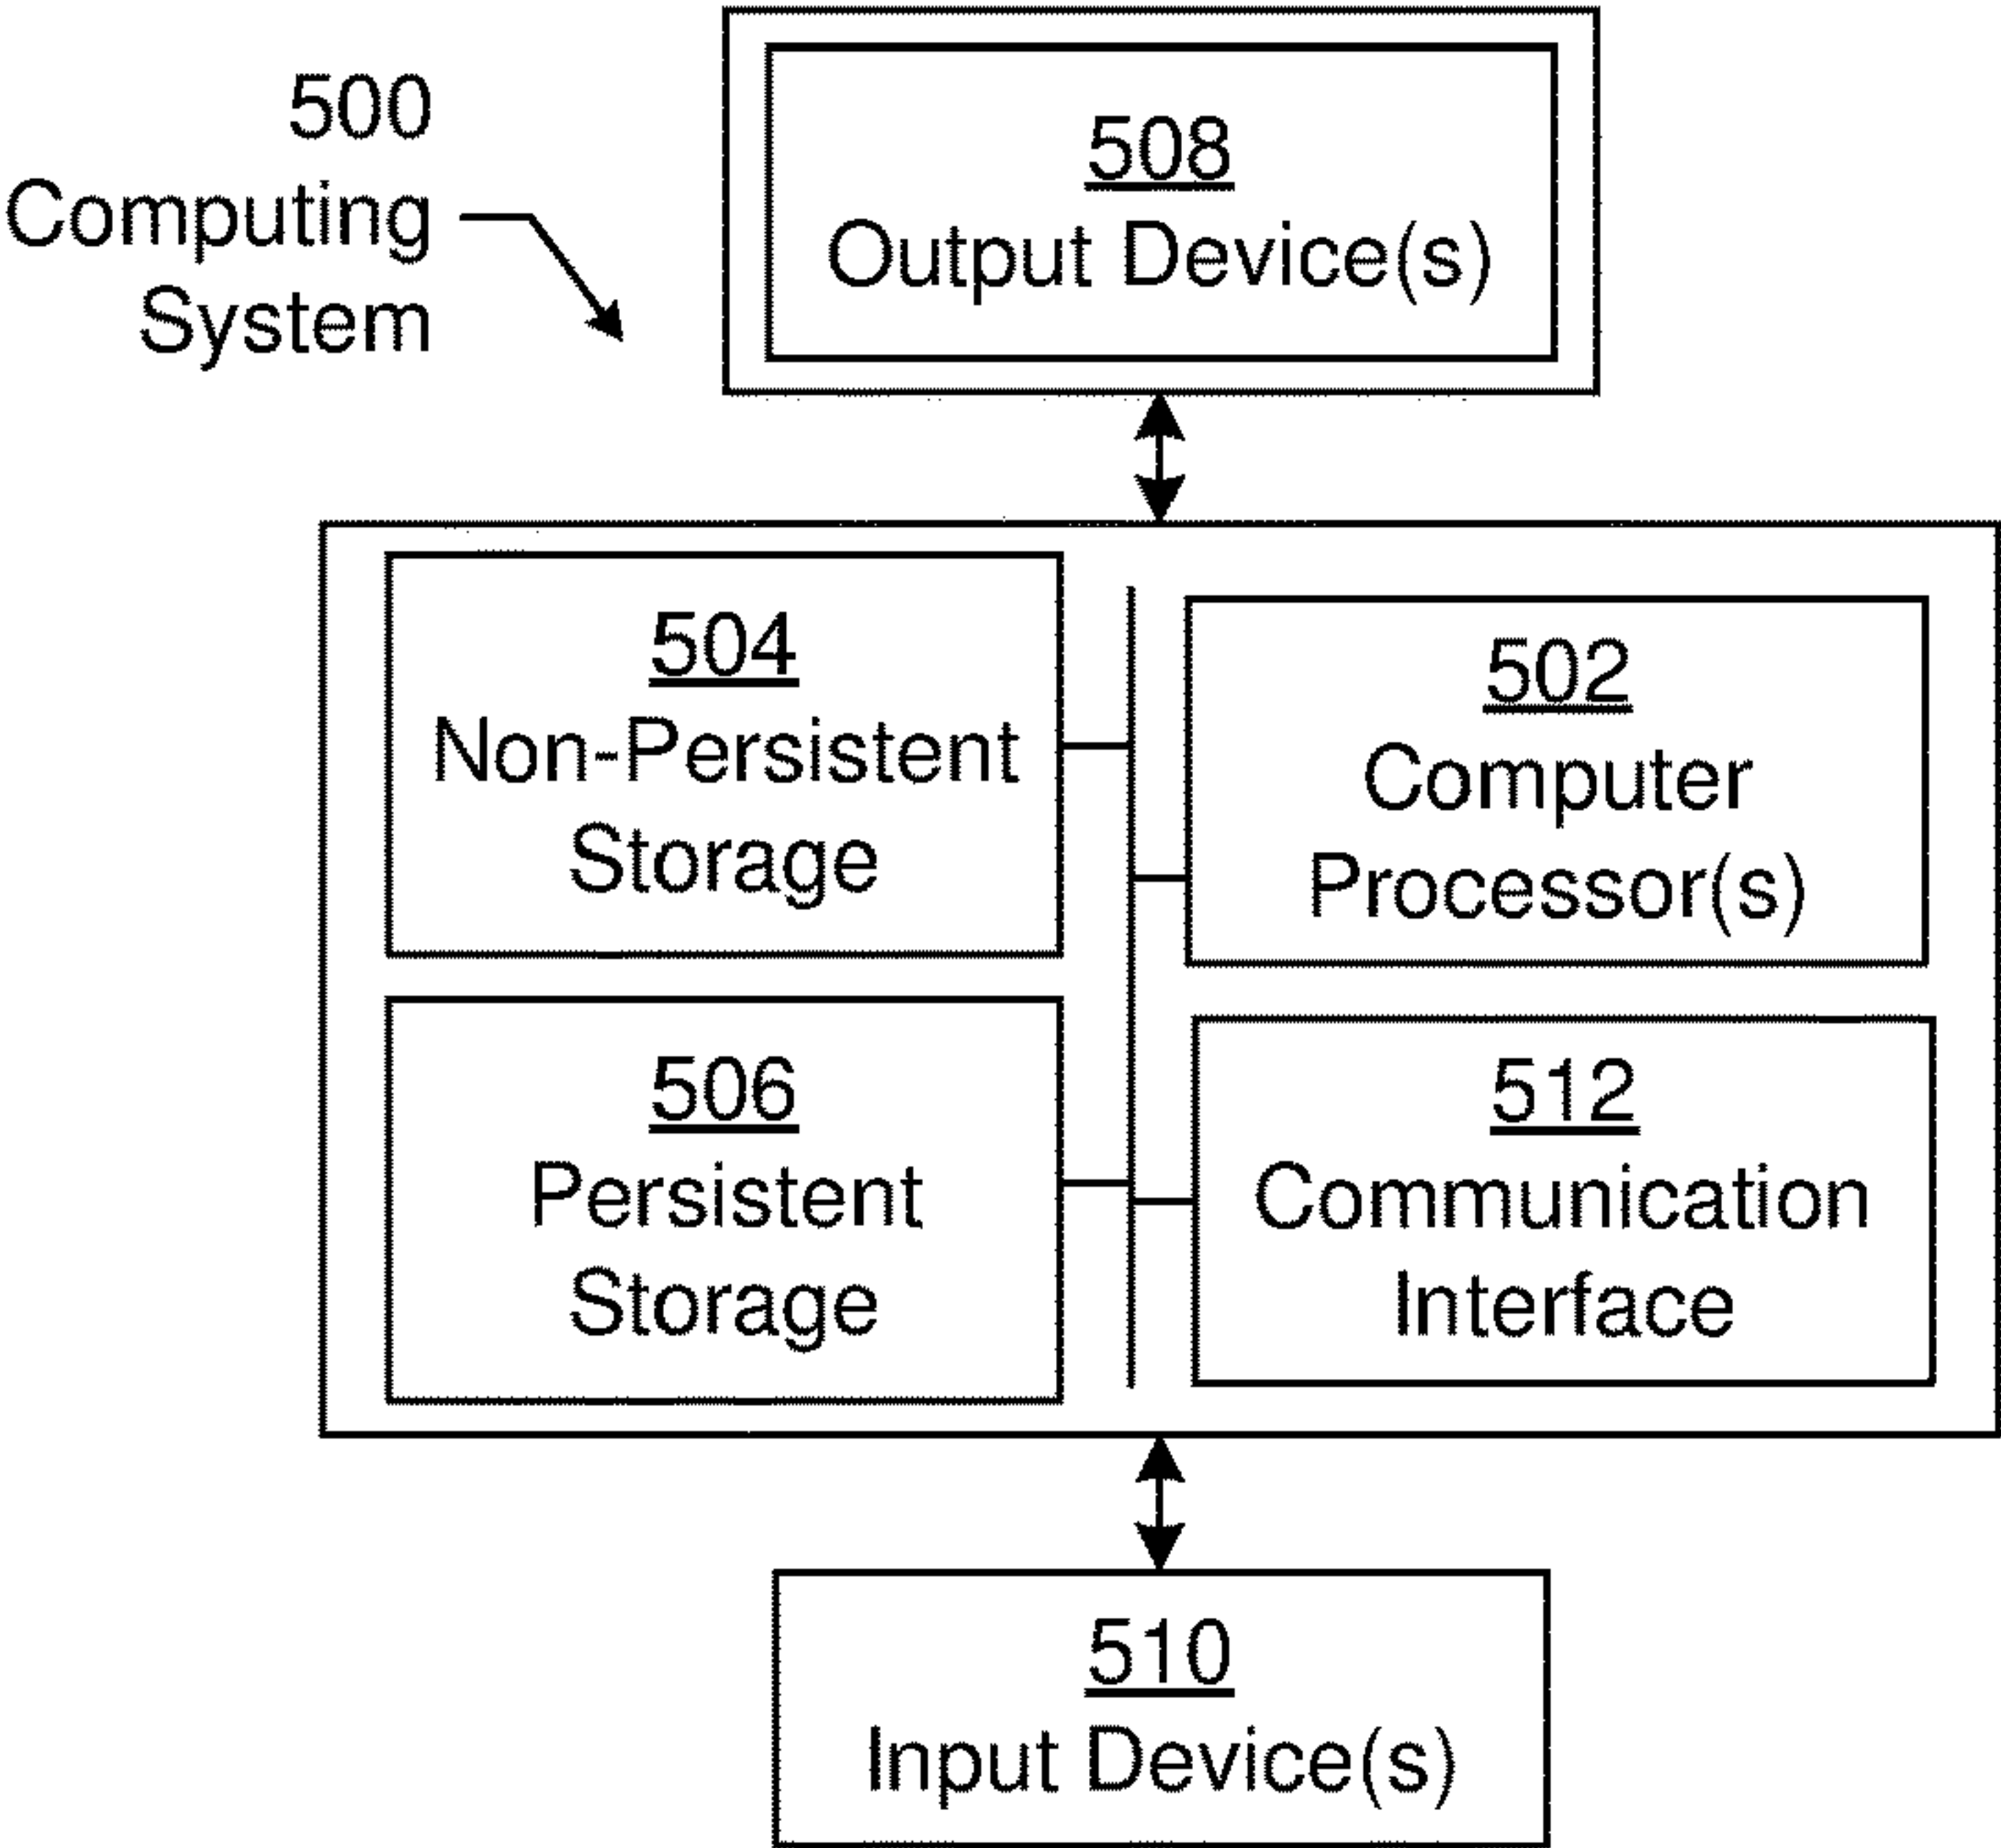 500
Computing
System
508
Output Device(s)
504
Non-Persistent
Storage
502
Computer
Processor(s)
506
Persistent
Storage
512
Communication
Interface
510
Input Device(s)